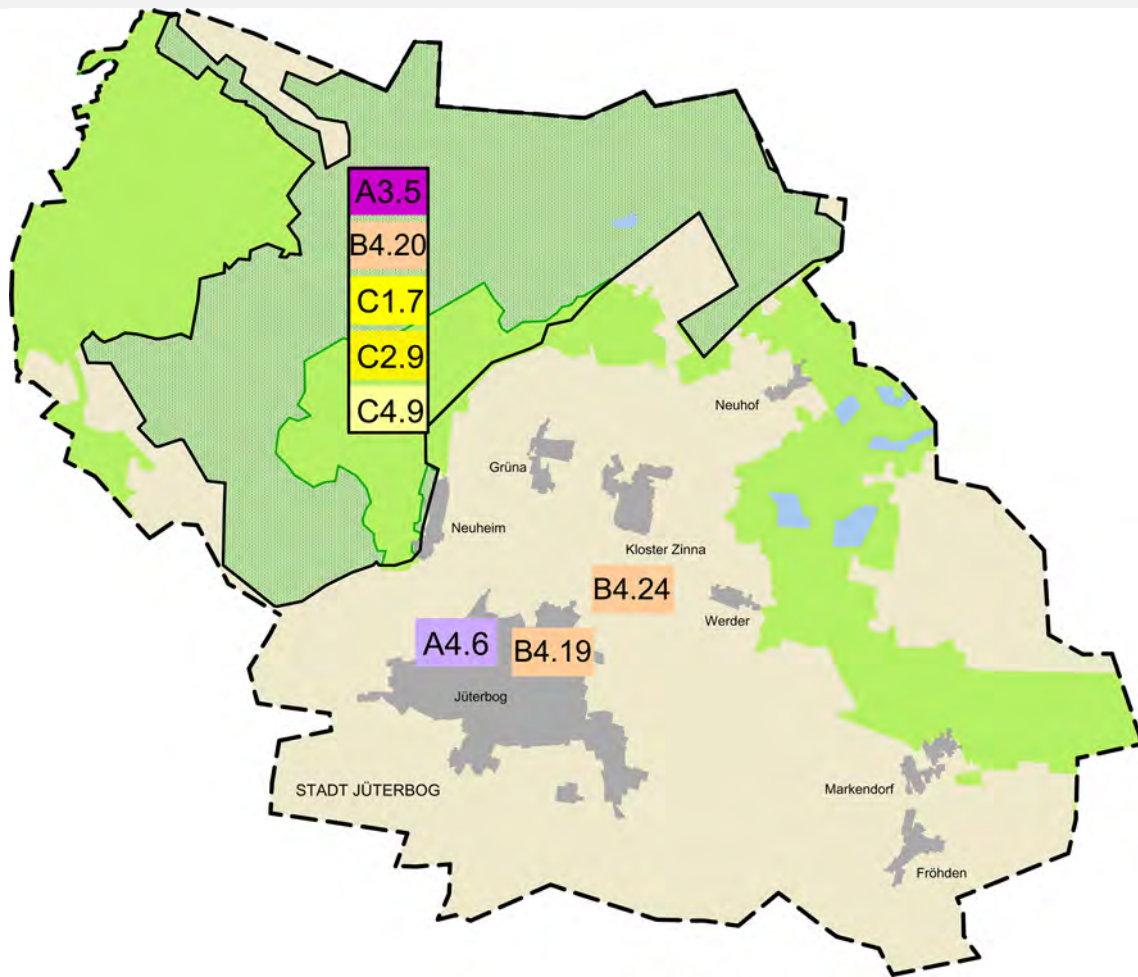 A3.5
B4.20
C1.7
C2.9
C4.9
Neuhof
Grüna
Neuheim
Kloster Zinna
B4.24
Werder
A4.6
B4.19
Jüterbog
STADT JÜTERBOG
Markendorf
Fröhden